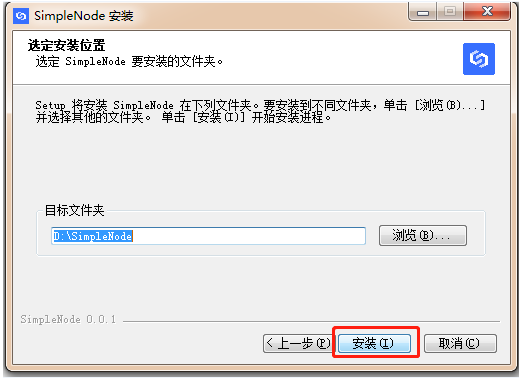 SimpleNode 安装
选定安装位置
选定 SimpleNode 要安装的文件夹。
Setup 将安装 SimpleNode 在下列文件夹。要安装到不同文件夹，单击 [浏览(B)...]
并选择其他的文件夹。 单击 [安装(I)] 开始安装进程。
目标文件夹
D:\SimpleNode
浏览(B)...
SimpleNode 0.0.1
< 上一步(P)
安装(I)
取消(C)